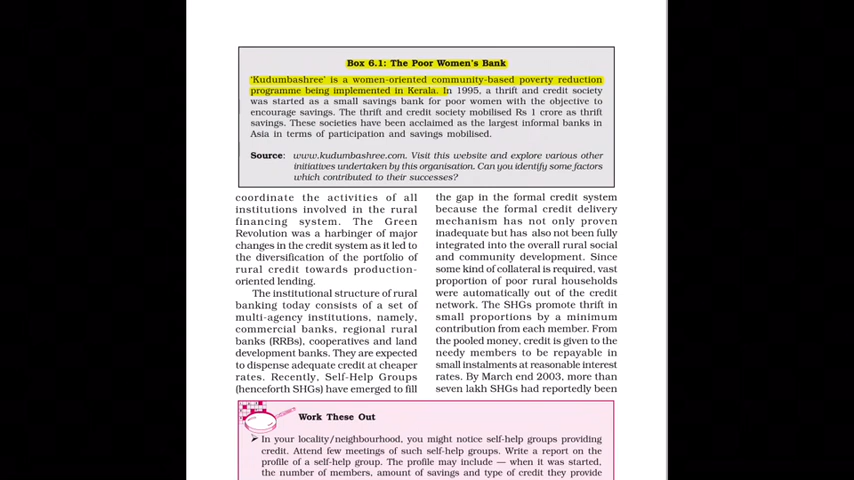 Box 6.1: The Poor Women's Bank
'Kudumbashree' is a women-oriented community-based poverty reduction
programme being implemented in Kerala. In 1995, a thrift and credit society
was started as a small savings bank for poor women with the objective to
encourage savings. The thrift and credit society mobilised Rs 1 crore as thrift
savings. These societies have been acclaimed as the largest informal banks in
Asia in terms of participation and savings mobilised.
Source: www.kudumbashree.com. Visit this website and explore various other
initiatives undertaken by this organisation. Can you identify some factors
which contributed to their successes?
coordinate the activities of all
institutions involved in the rural
financing system. The Green
Revolution was a harbinger of major
changes in the credit system as it led to
the diversification of the portfolio of
rural credit towards production-
oriented lending.
The institutional structure of rural
banking today consists of a set of
multi-agency institutions, namely,
commercial banks, regional rural
banks (RRBs), cooperatives and land
development banks. They are expected
to dispense adequate credit at cheaper
rates. Recently, Self-Help Groups
(henceforth SHGs) have emerged to fill
the gap in the formal credit system
because the formal credit delivery
mechanism has not only proven
inadequate but has also not been fully
integrated into the overall rural social
and community development. Since
some kind of collateral is required, vast
proportion of poor rural households
were automatically out of the credit
network. The SHGs promote thrift in
small proportions by a minimum
contribution from each member. From
the pooled money, credit is given to the
needy members to be repayable in
small instalments at reasonable interest
rates. By March end 2003, more than
seven lakh SHGs had reportedly been
Work These Out
➢ In your locality/neighbourhood, you might notice self-help groups providing
credit. Attend few meetings of such self-help groups. Write a report on the
profile of a self-help group. The profile may include — when it was started,
the number of members, amount of savings and type of credit they provide